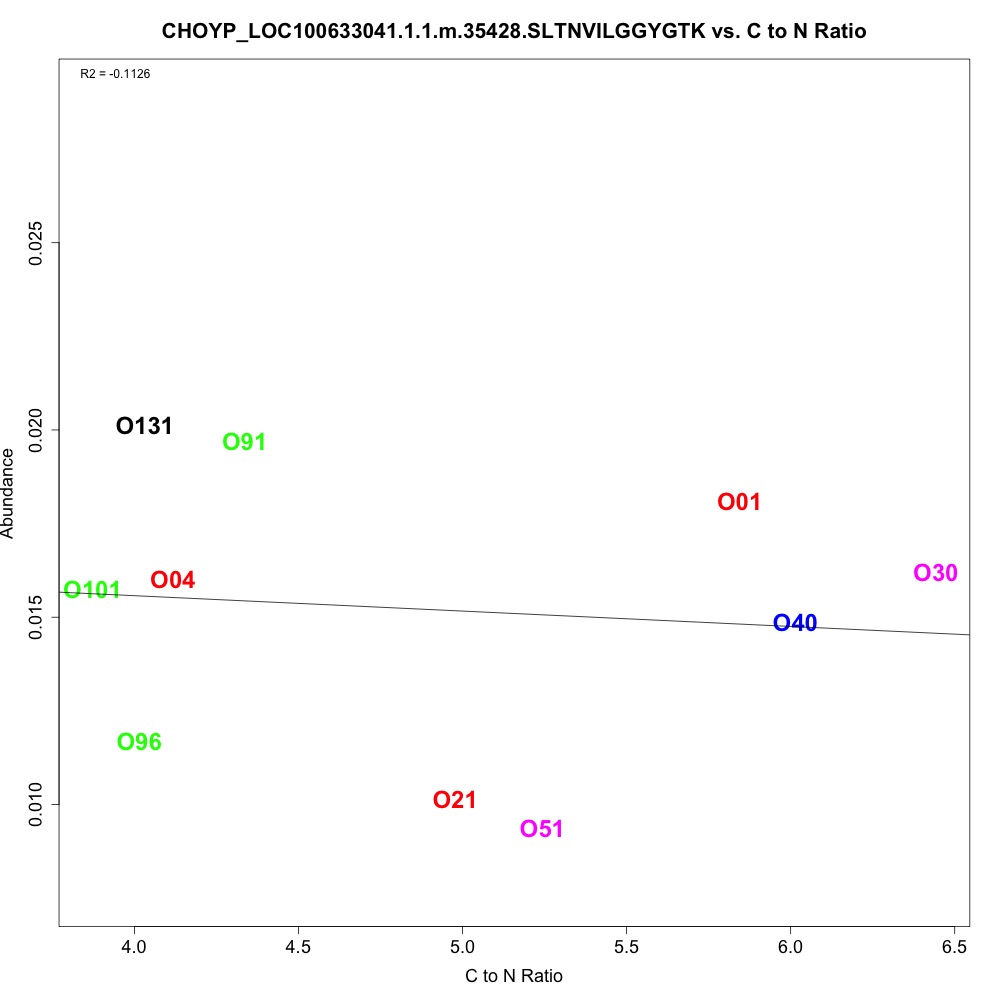 CHOYP_LOC100633041.1.1.m.35428.SLTNVILGGYGTK vs. C to N Ratio
R2 = -0.1126
0.025
0.020
0.015
0.010
Abundance
O131
O91
O01
O30
O04
O101
O40
O96
O21
O51
4.0 4.5 5.0 5.5 6.0 6.5
C to N Ratio